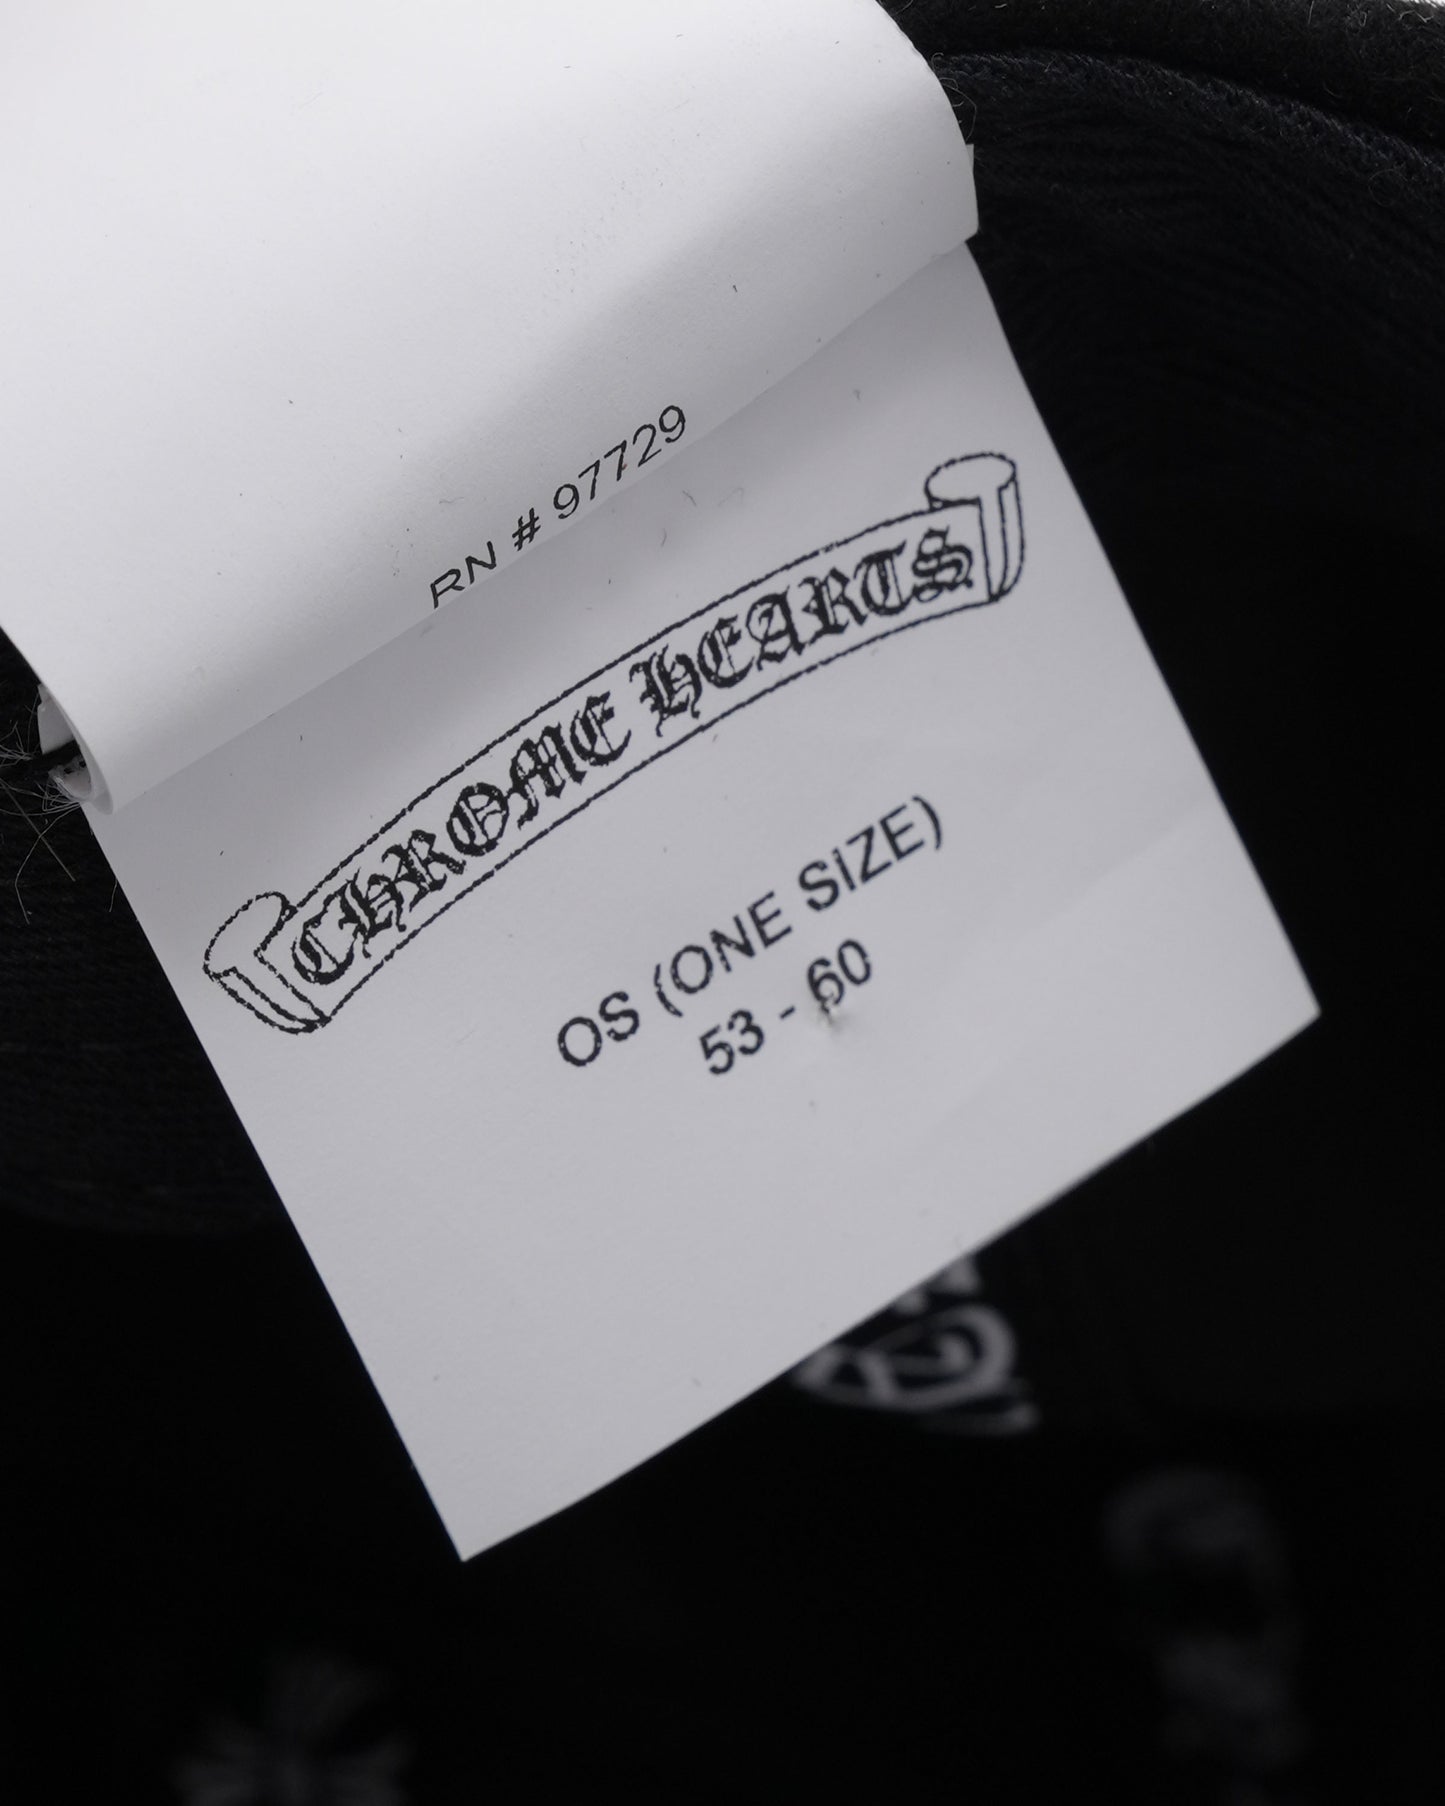 RN # 97729
CHROME HEARTS
OS (ONE SIZE)
53 - 60